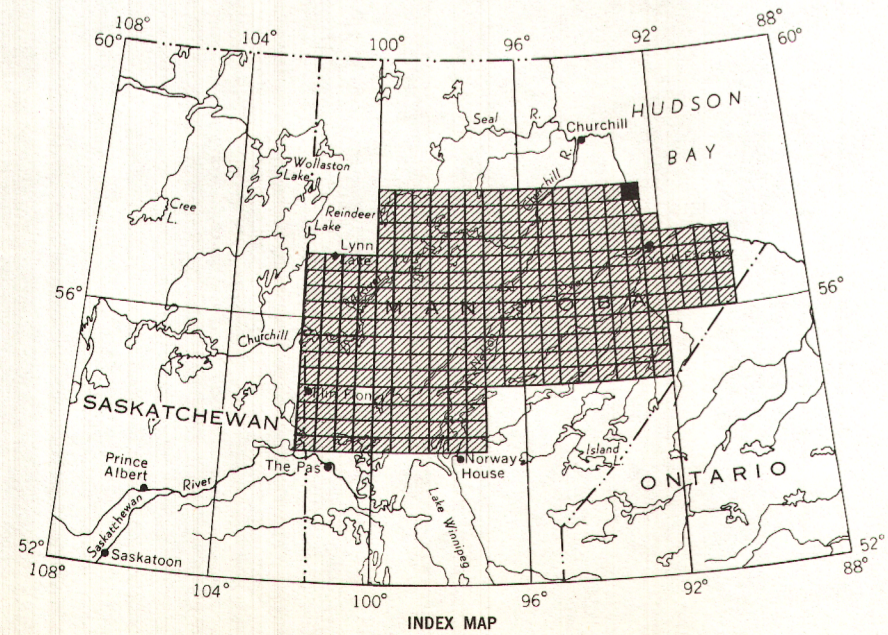 108°
104°
100°
96°
92°
88°
60°
60°
HUDSON
BAY
Seal R.
Churchill
Churchill R.
Wollaston
Lake
Cree
L.
Reindeer
Lake
Lynn
Lake
MANITOBA
56°
56°
Churchill
Nelson
Flin Flon
SASKATCHEWAN
Prince
Albert
River
Saskatchewan
Saskatoon
The Pas
Norway
House
Island
L.
ONTARIO
Lake Winnipeg
52°
52°
108°
104°
100°
96°
92°
88°
INDEX MAP